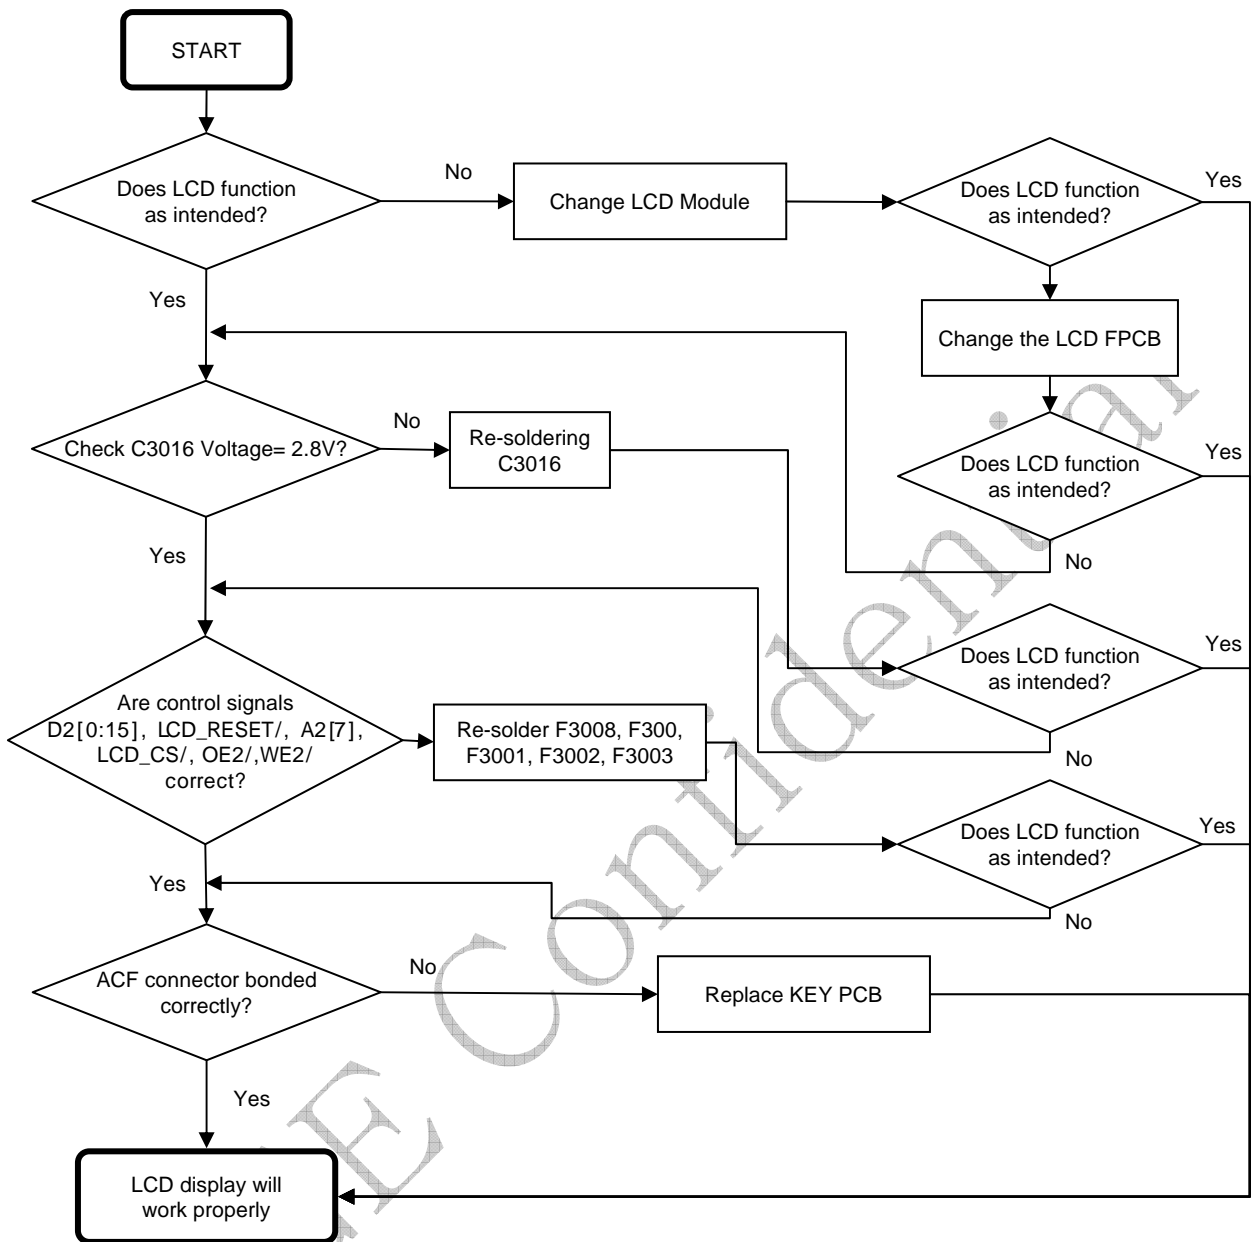 START
Does LCD function
as intended?
No
Change LCD Module
Does LCD function
as intended?
Yes
Yes
Change the LCD FPCB
Check C3016 Voltage= 2.8V?
No
Re-soldering
C3016
Does LCD function
as intended?
Yes
No
Yes
Does LCD function
as intended?
Yes
No
Are control signals
D2[0:15], LCD_RESET/, A2[7],
LCD_CS/, OE2/,WE2/
correct?
Re-solder F3008, F300,
F3001, F3002, F3003
Does LCD function
as intended?
Yes
No
Yes
ACF connector bonded
correctly?
No
Replace KEY PCB
Yes
LCD display will
work properly
E Confidential